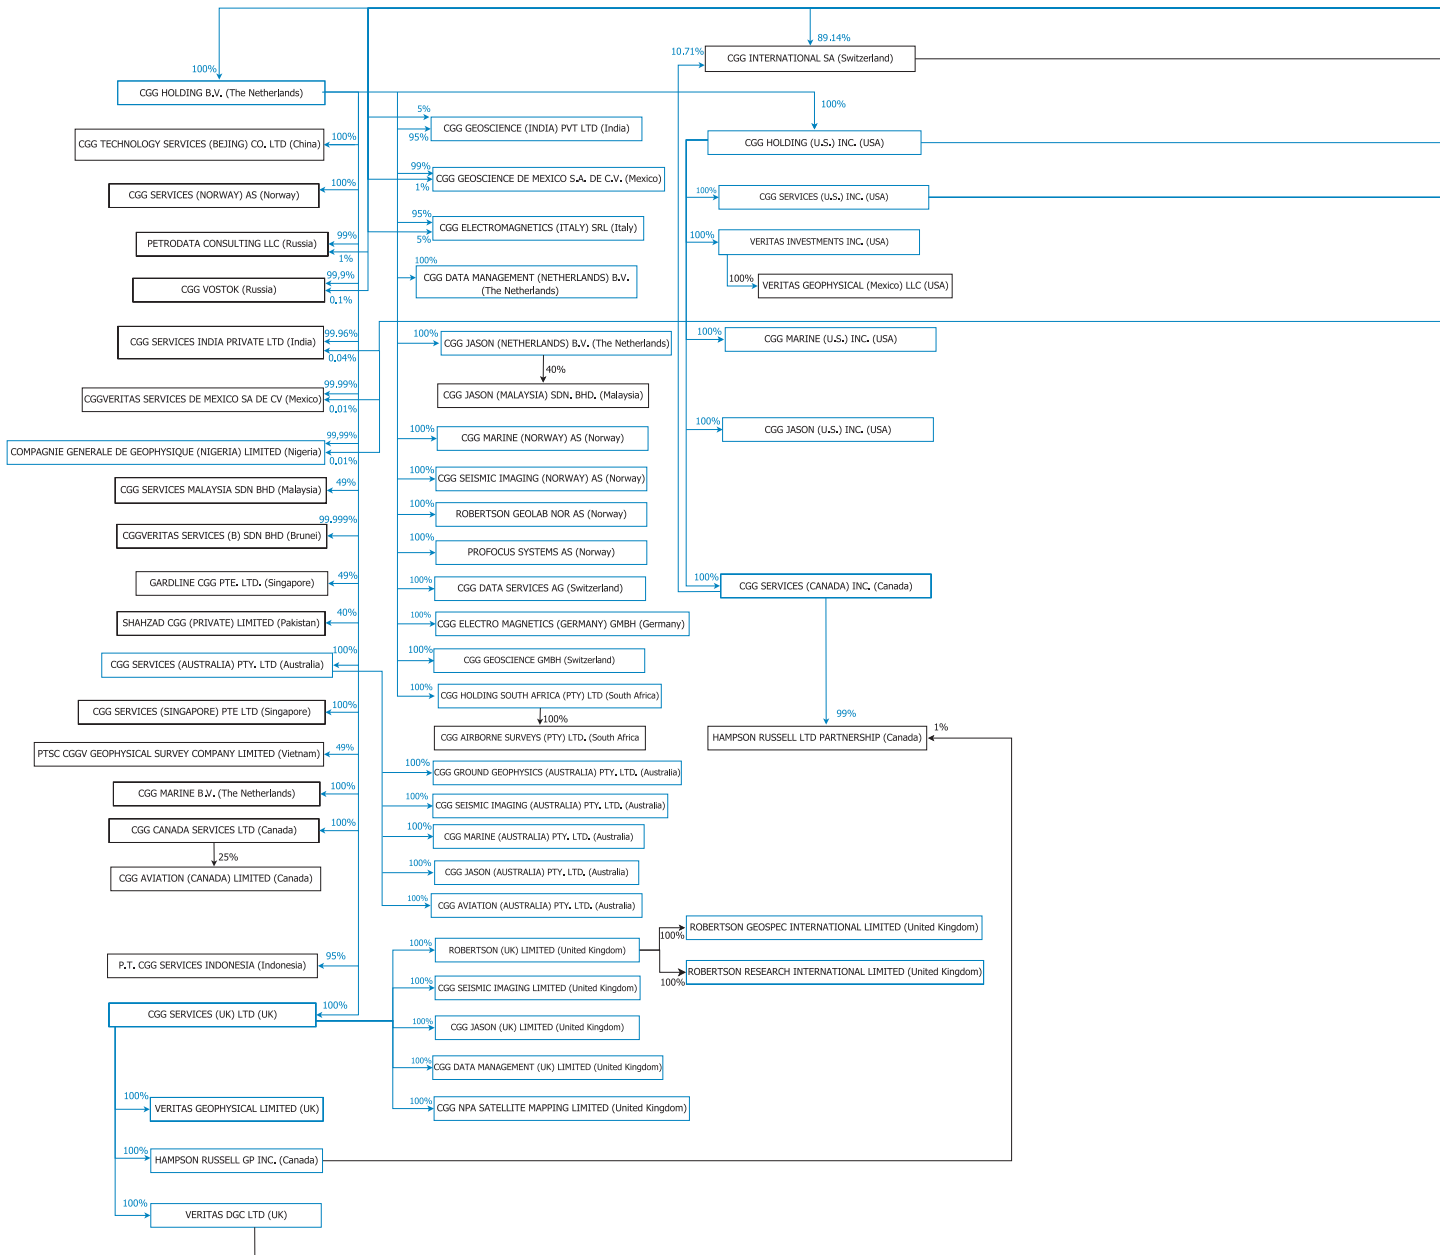 100%
CGG HOLDING B.V. (The Netherlands)
100%
CGG TECHNOLOGY SERVICES (BEJING) CO. LTD (China)
100%
CGG SERVICES (NORWAY) AS (Norway)
99%
PETRODATA CONSULTING LLC (Russia)
1%
99,9%
CGG VOSTOK (Russia)
0.1%
99.96%
CGG SERVICES INDIA PRIVATE LTD (India)
0.04%
99.99%
CGGVERITAS SERVICES DE MEXICO SA DE CV (Mexico)
0.01%
99,99%
COMPAGNIE GENERALE DE GEOPHYSIQUE (NIGERIA) LIMITED (Nigeria)
0.01%
CGG SERVICES MALAYSIA SDN BHD (Malaysia)
49%
99.999%
CGGVERITAS SERVICES (B) SDN BHD (Brunei)
GARDLINE CGG PTE. LTD. (Singapore)
49%
SHAHZAD CGG (PRIVATE) LIMITED (Pakistan)
40%
100%
CGG SERVICES (AUSTRALIA) PTY. LTD (Australia)
CGG SERVICES (SINGAPORE) PTE LTD (Singapore)
100%
PTSC CGGV GEOPHYSICAL SURVEY COMPANY LIMITED (Vietnam)
49%
CGG MARINE B.V. (The Netherlands)
100%
CGG CANADA SERVICES LTD (Canada)
100%
25%
CGG AVIATION (CANADA) LIMITED (Canada)
P.T. CGG SERVICES INDONESIA (Indonesia)
95%
CGG SERVICES (UK) LTD (UK)
100%
100%
VERITAS GEOPHYSICAL LIMITED (UK)
100%
HAMPSON RUSSELL GP INC. (Canada)
100%
VERITAS DGC LTD (UK)
5%
CGG GEOSCIENCE (INDIA) PVT LTD (India)
95%
99%
CGG GEOSCIENCE DE MEXICO S.A. DE C.V. (Mexico)
1%
95%
CGG ELECTROMAGNETICS (ITALY) SRL (Italy)
5%
100%
CGG DATA MANAGEMENT (NETHERLANDS) B.V.
(The Netherlands)
100%
CGG JASON (NETHERLANDS) B.V. (The Netherlands)
40%
CGG JASON (MALAYSIA) SDN. BHD. (Malaysia)
100%
CGG MARINE (NORWAY) AS (Norway)
100%
CGG SEISMIC IMAGING (NORWAY) AS (Norway)
100%
ROBERTSON GEOLAB NOR AS (Norway)
100%
PROFOCUS SYSTEMS AS (Norway)
100%
CGG DATA SERVICES AG (Switzerland)
100%
CGG ELECTRO MAGNETICS (GERMANY) GMBH (Germany)
100%
CGG GEOSCIENCE GMBH (Switzerland)
100%
CGG HOLDING SOUTH AFRICA (PTY) LTD (South Africa)
100%
CGG AIRBORNE SURVEYS (PTY) LTD. (South Africa
100%
CGG GROUND GEOPHYSICS (AUSTRALIA) PTY. LTD. (Australia)
100%
CGG SEISMIC IMAGING (AUSTRALIA) PTY. LTD. (Australia)
100%
CGG MARINE (AUSTRALIA) PTY. LTD. (Australia)
100%
CGG JASON (AUSTRALIA) PTY. LTD. (Australia)
100%
CGG AVIATION (AUSTRALIA) PTY. LTD. (Australia)
100%
ROBERTSON (UK) LIMITED (United Kingdom)
100%
CGG SEISMIC IMAGING LIMITED (United Kingdom)
100%
CGG JASON (UK) LIMITED (United Kingdom)
100%
CGG DATA MANAGEMENT (UK) LIMITED (United Kingdom)
100%
CGG NPA SATELLITE MAPPING LIMITED (United Kingdom)
89.14%
10.71%
CGG INTERNATIONAL SA (Switzerland)
100%
CGG HOLDING (U.S.) INC. (USA)
100%
CGG SERVICES (U.S.) INC. (USA)
100%
VERITAS INVESTMENTS INC. (USA)
100%
VERITAS GEOPHYSICAL (Mexico) LLC (USA)
100%
CGG MARINE (U.S.) INC. (USA)
100%
CGG JASON (U.S.) INC. (USA)
100%
CGG SERVICES (CANADA) INC. (Canada)
99%
1%
HAMPSON RUSSELL LTD PARTNERSHIP (Canada)
ROBERTSON GEOSPEC INTERNATIONAL LIMITED (United Kingdom)
100%
ROBERTSON RESEARCH INTERNATIONAL LIMITED (United Kingdom)
100%